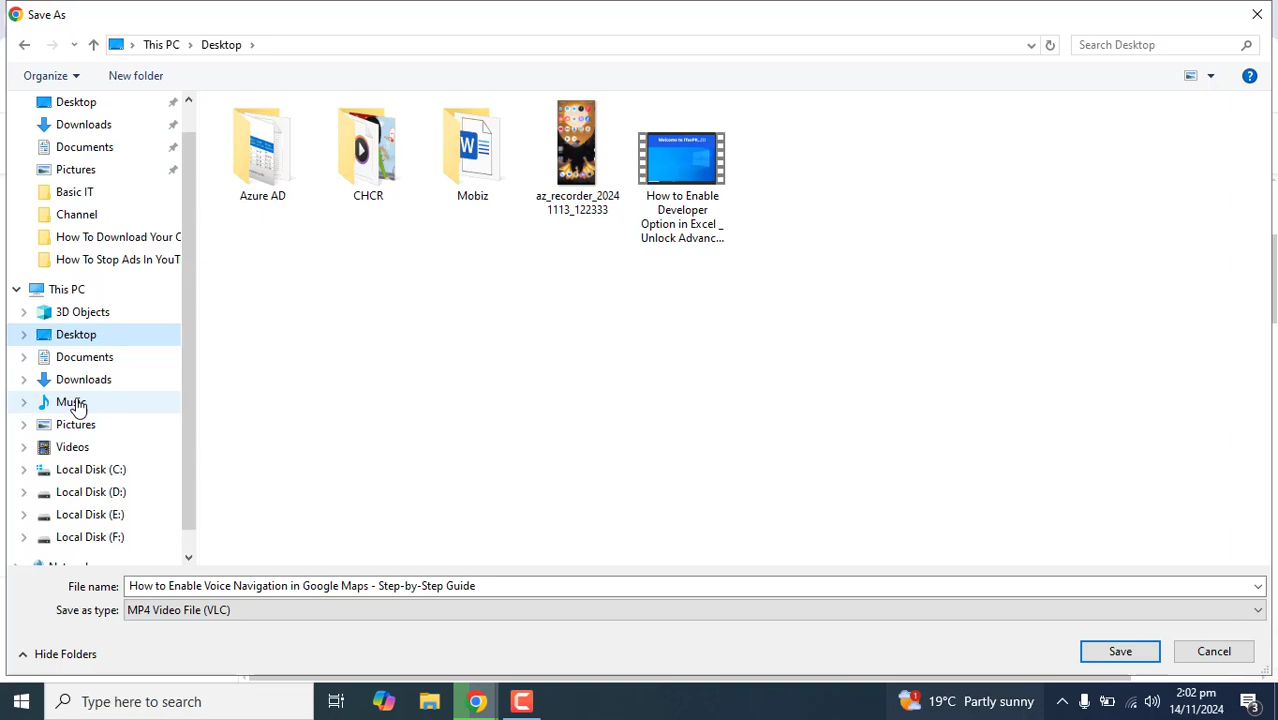 Save As
This PC
Desktop
Search Desktop
Organize
New folder
Desktop
Downloads
Documents
Pictures
Basic IT
Channel
How To Download Your C
How To Stop Ads In YouT
This PC
3D Objects
Desktop
Documents
Downloads
Music
Pictures
Videos
Local Disk (C:)
Local Disk (D:)
Local Disk (E:)
Local Disk (F:)
Azure AD
CHCR
Mobiz
az_recorder_2024
1113_122333
Welcome to
How to Enable
Developer
Option in Excel _
Unlock Advanc...
File name:
How to Enable Voice Navigation in Google Maps - Step-by-Step Guide
Save as type:
MP4 Video File (VLC)
Hide Folders
Save
Cancel
Type here to search
1
19°C Partly sunny
2:02 pm
14/11/2024
3